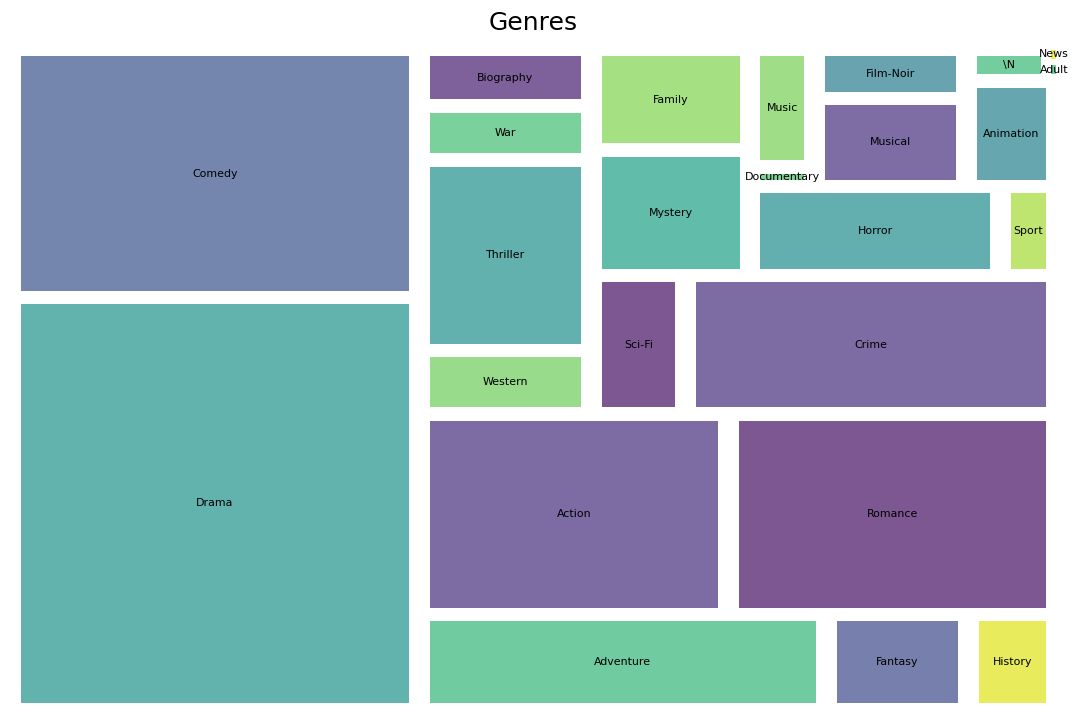 Genres
News
\N
Adult
Film-Noir
Biography
Family
Music
War
Musical
Animation
Comedy
Documentary
Mystery
Horror
Sport
Thriller
Sci-Fi
Crime
Western
Drama
Action
Romance
Adventure
Fantasy
History